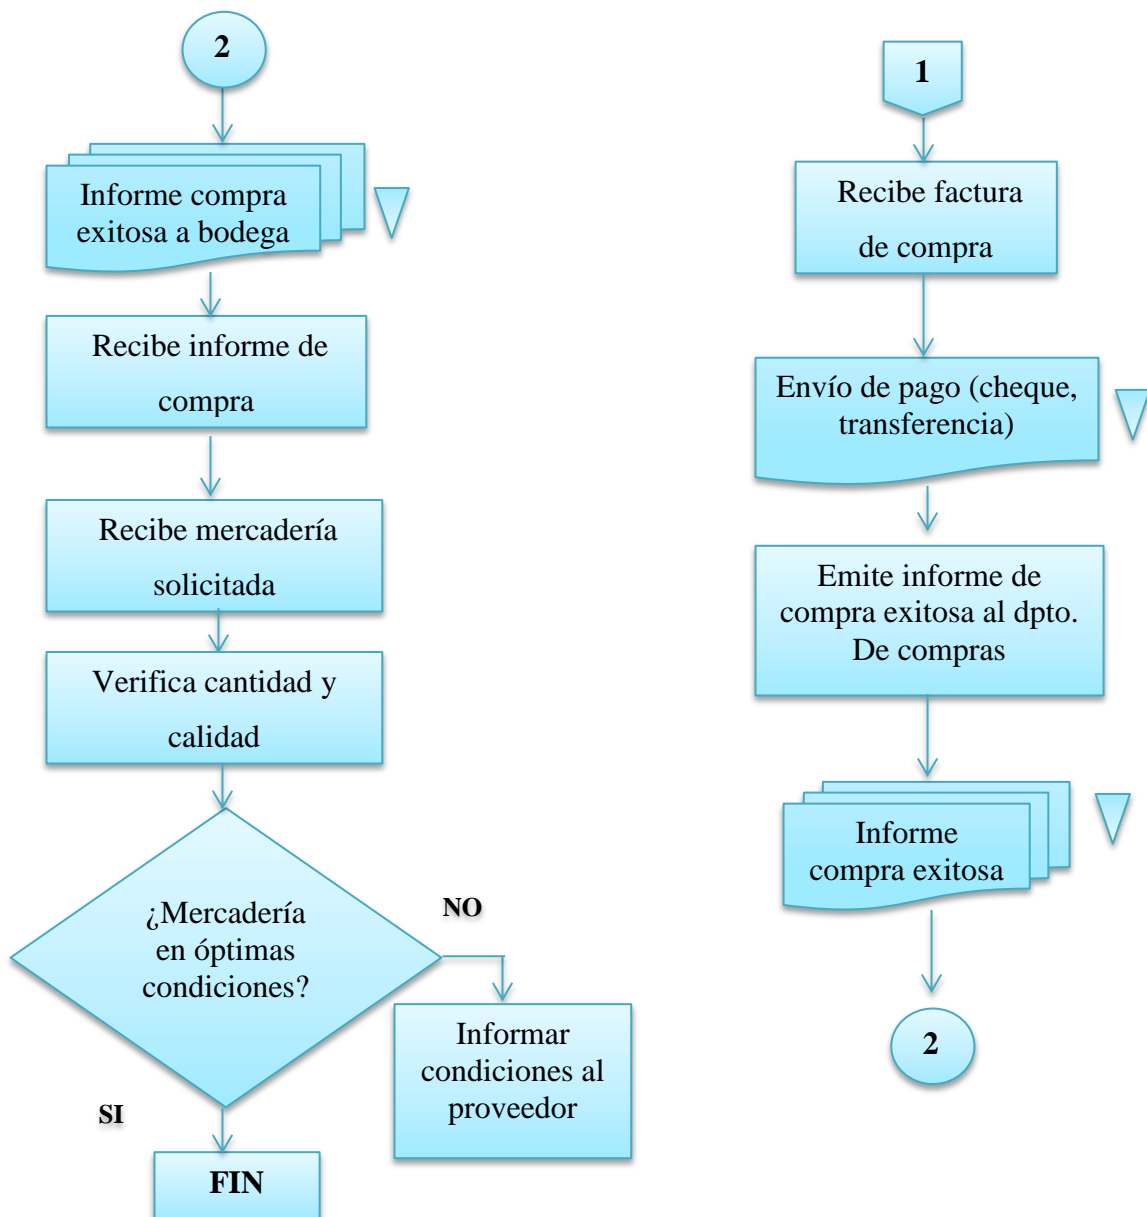 2
Informe compra
exitosa a bodega
Recibe informe de
compra
Recibe mercadería
solicitada
Verifica cantidad y
calidad
¿Mercadería
en óptimas
condiciones?
NO
Informar
condiciones al
proveedor
SI
FIN
1
Recibe factura
de compra
Envío de pago (cheque,
transferencia)
Emite informe de
compra exitosa al dpto.
De compras
Informe
compra exitosa
2